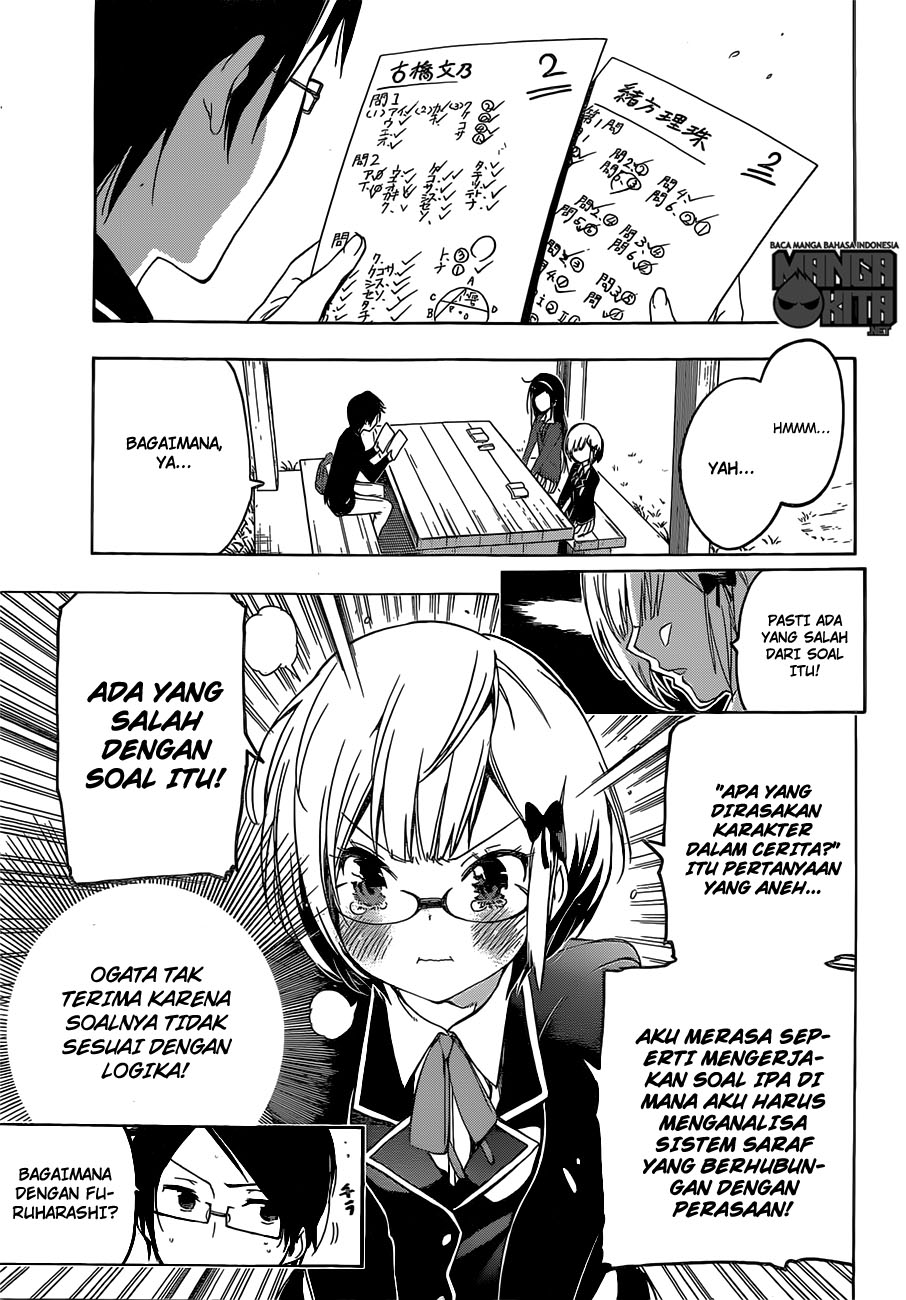 緒方理珠
2
古橋文乃
2
問1
問2
BACA MANGA BAHASA INDONESIA
MANGA
KITA
.NET
HMMM...
YAH...
BAGAIMANA,
YA...
PASTI ADA
YANG SALAH
DARI SOAL
ITU!
"APA YANG
DIRASAKAN
KARAKTER
DALAM CERITA?"
ITU PERTANYAAN
YANG ANEH...
ADA YANG
SALAH
DENGAN
SOAL ITU!
AKU MERASA SEP-
ERTI MENGERJA-
KAN SOAL IPA DI
MANA AKU HARUS
MENGANALISA
SISTEM SARAF
YANG BERHUBUN-
GAN DENGAN
PERASAAN!
OGATA TAK
TERIMA KARENA
SOALNYA TIDAK
SESUAI DENGAN
LOGIKA!
BAGAIMANA
DENGAN FU-
RUHARASHI?